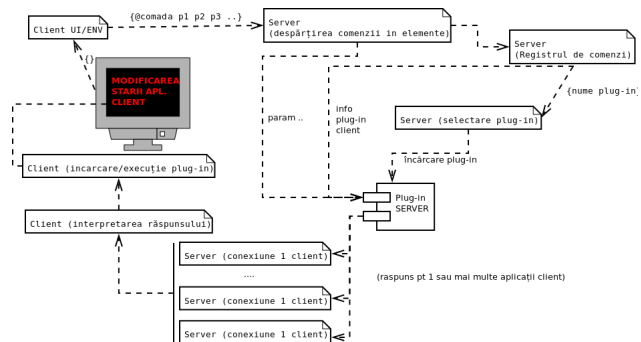 {@comada p1 p2 p3 ..}
Client UI/ENV
Server
(despărțirea comenzii in elemente)
Server
(Registrul de comenzi)
{}
MODIFICAREA
STARII APL.
CLIENT
{nume plug-in}
param ..
info
plug-in
client
Server (selectare plug-in)
încărcare plug-in
Client (incarcare/execuție plug-in)
Plug-in
SERVER
Client (interpretarea răspunsului)
Server (conexiune 1 client)
....
(raspuns pt 1 sau mai multe aplicații client)
Server (conexiune 1 client)
Server (conexiune 1 client)